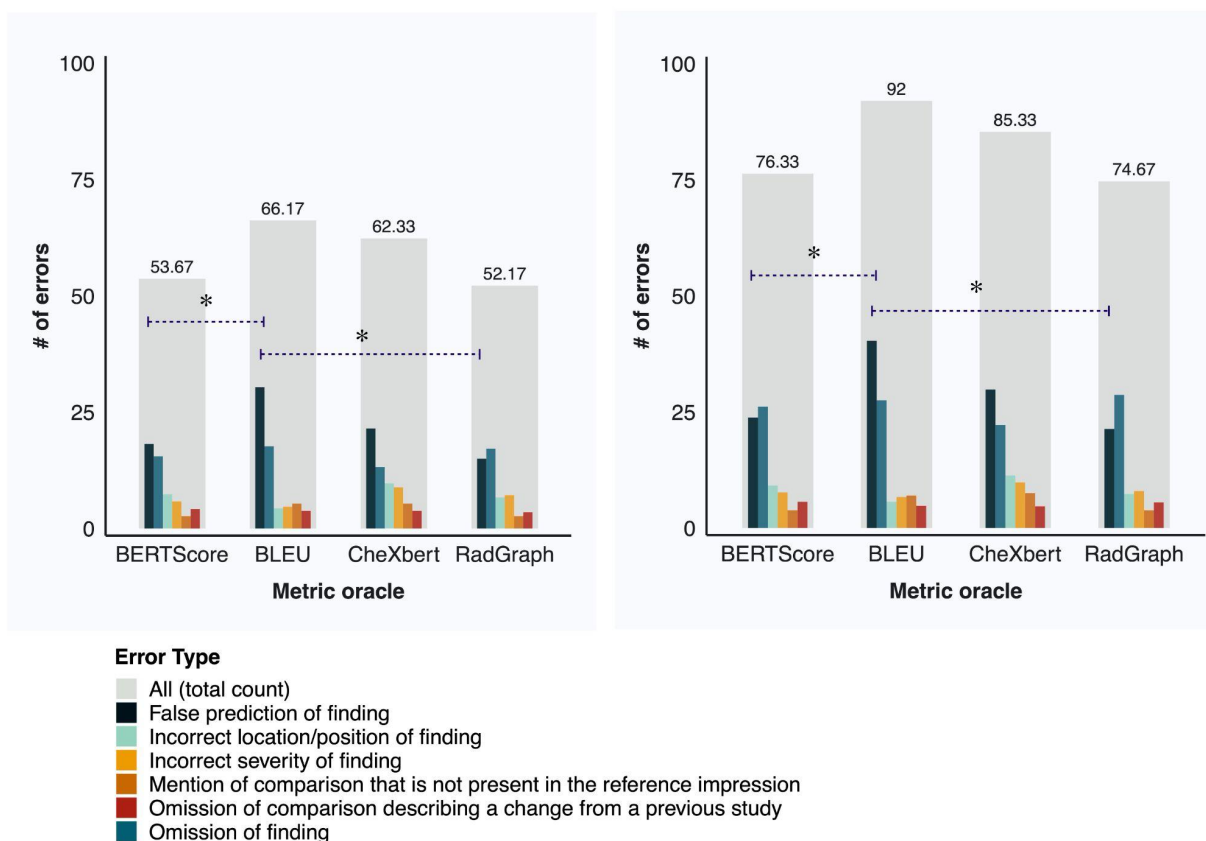 100
75
50
25
0
# of errors
53.67
66.17
62.33
52.17
*
*
BERTScore BLEU CheXbert RadGraph
Metric oracle
100
75
50
25
0
# of errors
76.33
92
85.33
74.67
*
*
BERTScore BLEU CheXbert RadGraph
Metric oracle
Error Type
All (total count)
False prediction of finding
Incorrect location/position of finding
Incorrect severity of finding
Mention of comparison that is not present in the reference impression
Omission of comparison describing a change from a previous study
Omission of finding